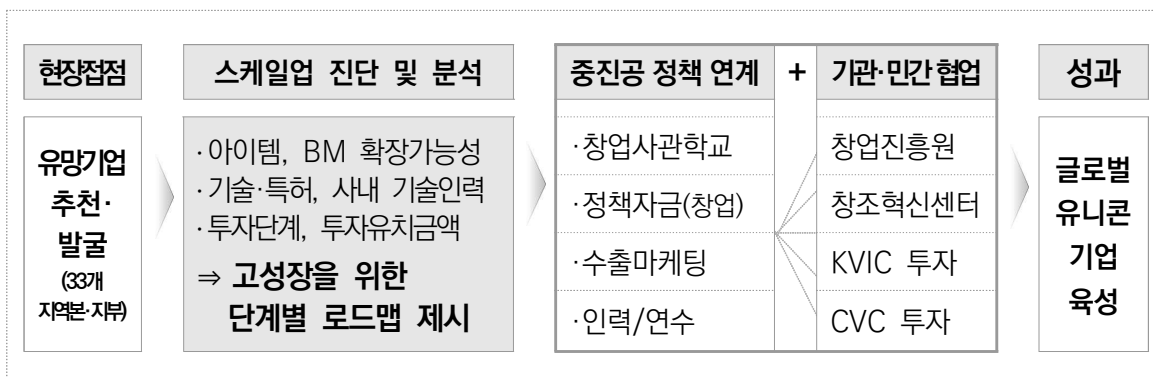 현장접점
유망기업
추천·
발굴
(33개
지역본·지부)
스케일업 진단 및 분석
·아이템, BM 확장가능성
·기술·특허, 사내 기술인력
·투자단계, 투자유치금액
⇒ 고성장을 위한
단계별 로드맵 제시
중진공 정책 연계 + 기관·민간 협업
·창업사관학교
·정책자금(창업)
·수출마케팅
·인력/연수
창업진흥원
창조혁신센터
KVIC 투자
CVC 투자
성과
글로벌
유니콘
기업
육성